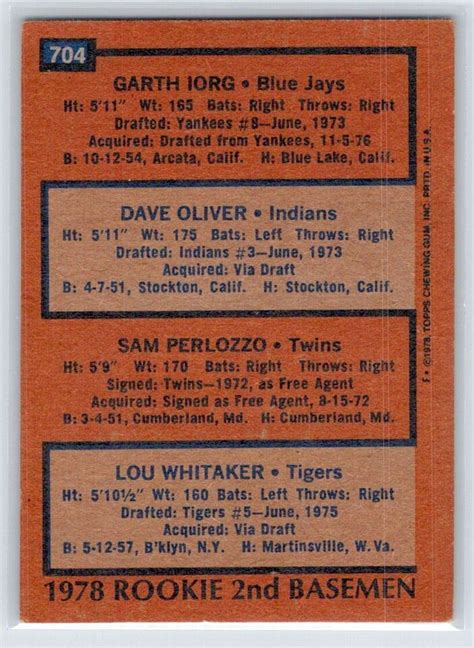 704
GARTH IORG • Blue Jays
Ht: 5'11" Wt: 165 Bats: Right Throws: Right
Drafted: Yankees #8—June, 1973
Acquired: Drafted from Yankees, 11-5-76
B: 10-12-54, Arcata, Calif. H: Blue Lake, Calif.
DAVE OLIVER • Indians
Ht: 5'11" Wt: 175 Bats: Left Throws: Right
Drafted: Indians #3—June, 1973
Acquired: Via Draft
B: 4-7-51, Stockton, Calif. H: Stockton, Calif.
SAM PERLOZZO • Twins
Ht: 5'9" Wt: 170 Bats: Right Throws: Right
Signed: Twins—1972, as Free Agent
Acquired: Signed as Free Agent, 8-15-72
B: 3-4-51, Cumberland, Md. H: Cumberland, Md.
LOU WHITAKER • Tigers
Ht: 5'10½" Wt: 160 Bats: Left Throws: Right
Drafted: Tigers #5—June, 1975
Acquired: Via Draft
B: 5-12-57, B'klyn, N.Y. H: Martinsville, W. Va.
1978 ROOKIE 2nd BASEMEN
F * ©1978, TOPPS CHEWING GUM, INC. PRTD. IN U.S.A.